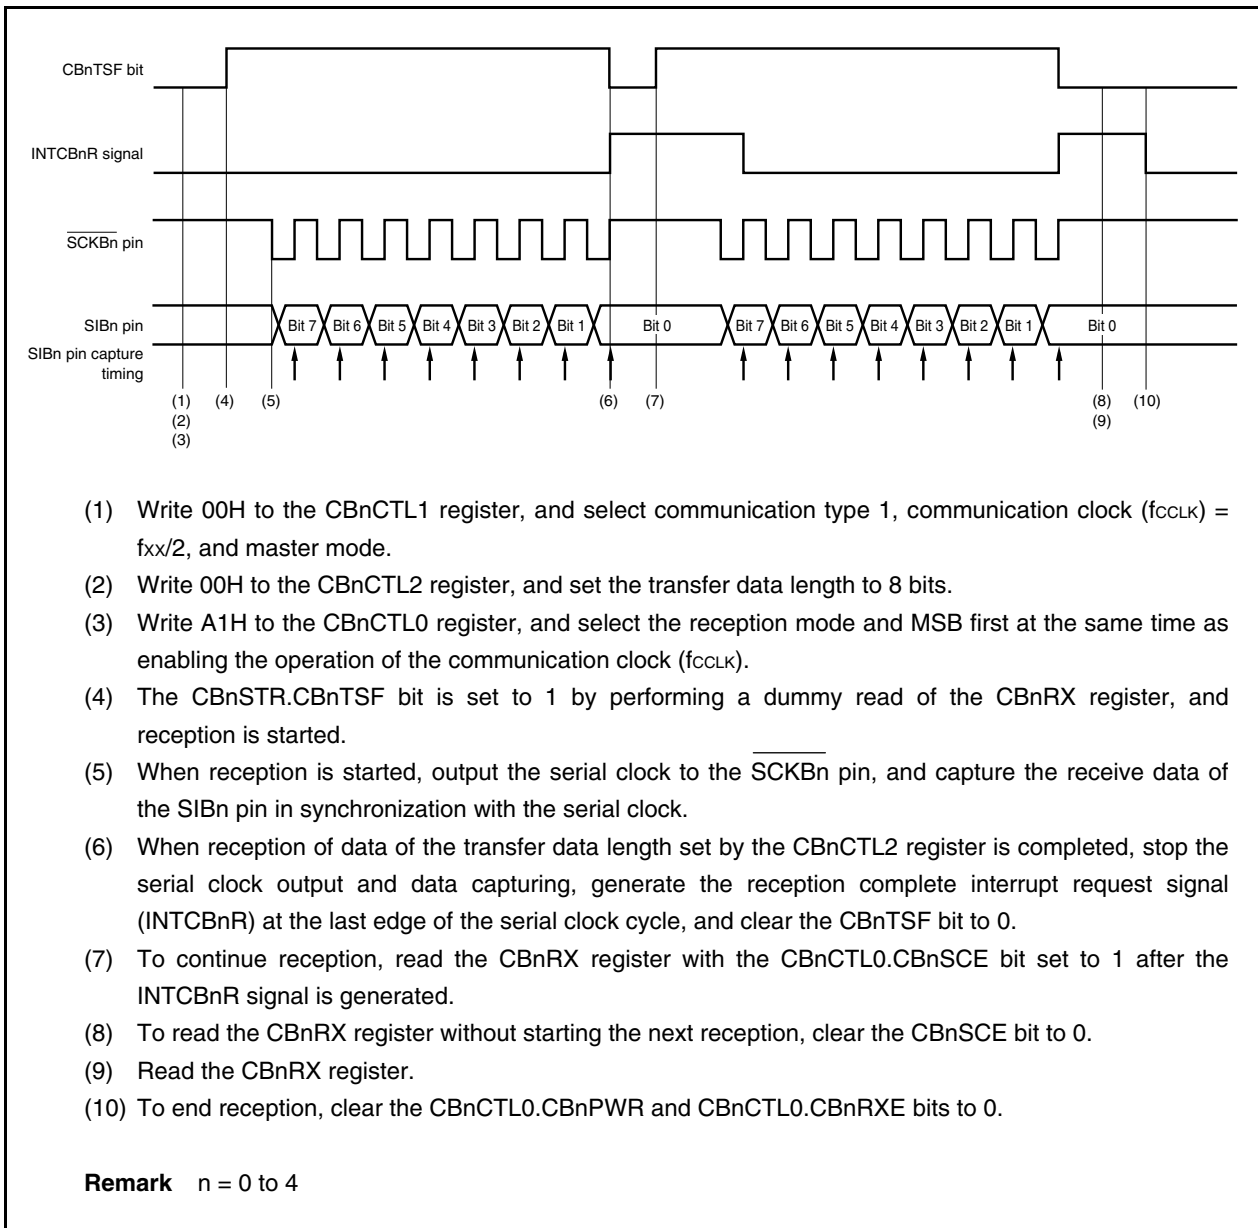 CBnTSF bit
INTCBnR signal
SCKBn pin
SIBn pin
Bit 7 Bit 6 Bit 5 Bit 4 Bit 3 Bit 2 Bit 1 Bit 0 Bit 7 Bit 6 Bit 5 Bit 4 Bit 3 Bit 2 Bit 1 Bit 0
SIBn pin capture
timing
(1) (4) (5) (6) (7) (8) (10)
(2) (9)
(3)
(1) Write 00H to the CBnCTL1 register, and select communication type 1, communication clock (fCCLK) =
fxx/2, and master mode.
(2) Write 00H to the CBnCTL2 register, and set the transfer data length to 8 bits.
(3) Write A1H to the CBnCTL0 register, and select the reception mode and MSB first at the same time as
enabling the operation of the communication clock (fCCLK).
(4) The CBnSTR.CBnTSF bit is set to 1 by performing a dummy read of the CBnRX register, and
reception is started.
(5) When reception is started, output the serial clock to the SCKBn pin, and capture the receive data of
the SIBn pin in synchronization with the serial clock.
(6) When reception of data of the transfer data length set by the CBnCTL2 register is completed, stop the
serial clock output and data capturing, generate the reception complete interrupt request signal
(INTCBnR) at the last edge of the serial clock cycle, and clear the CBnTSF bit to 0.
(7) To continue reception, read the CBnRX register with the CBnCTL0.CBnSCE bit set to 1 after the
INTCBnR signal is generated.
(8) To read the CBnRX register without starting the next reception, clear the CBnSCE bit to 0.
(9) Read the CBnRX register.
(10) To end reception, clear the CBnCTL0.CBnPWR and CBnCTL0.CBnRXE bits to 0.
Remark n = 0 to 4